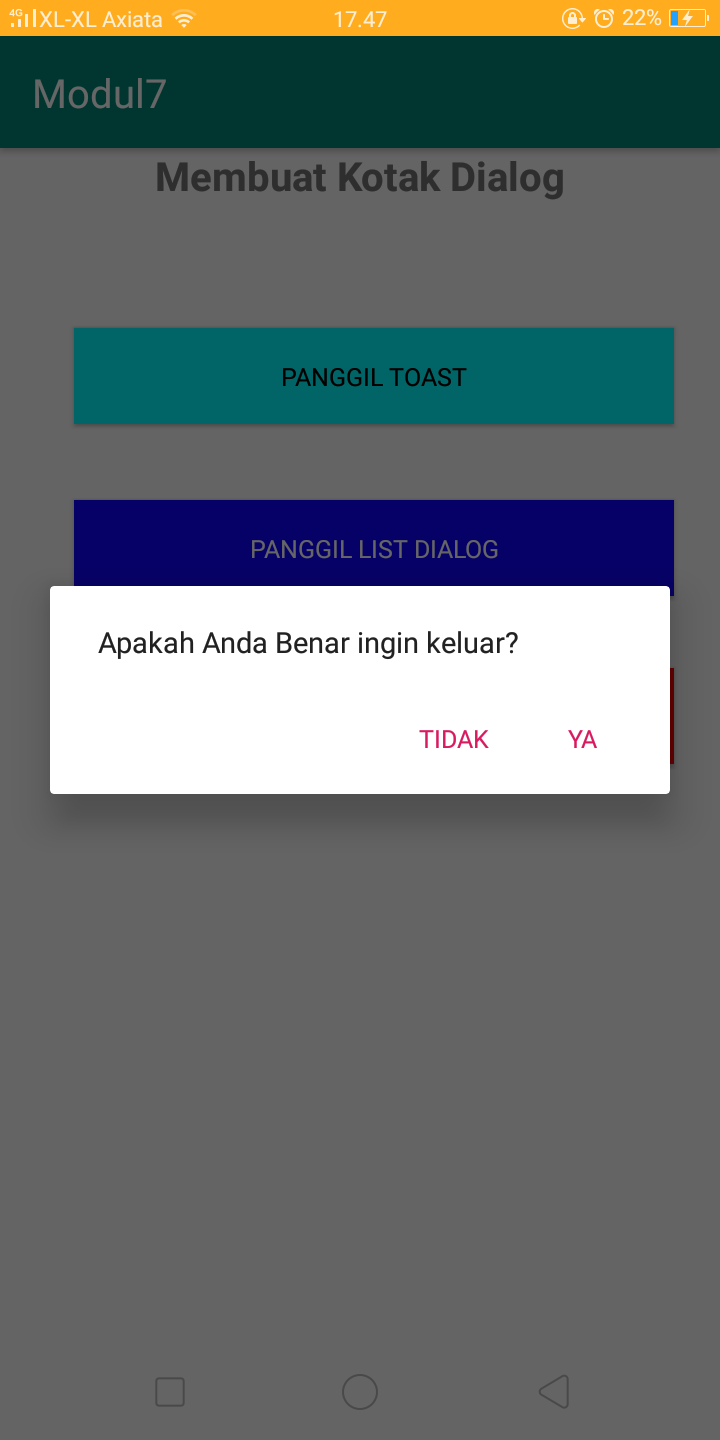 4G XL-XL Axiata 17.47 22%
Modul7
Membuat Kotak Dialog
PANGGIL TOAST
PANGGIL LIST DIALOG
Apakah Anda Benar ingin keluar?
TIDAK YA